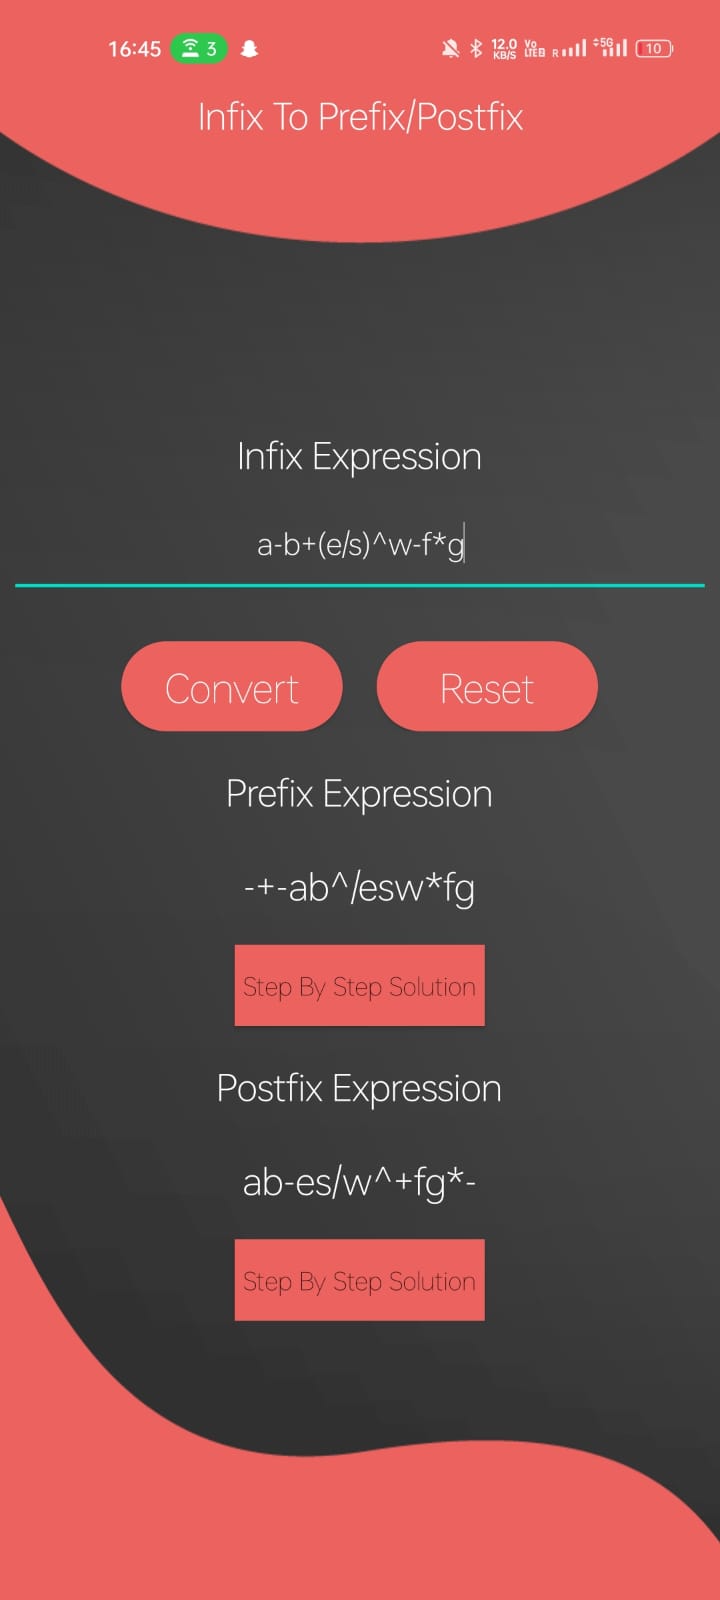 16:45 3 12.0 KB/S Vo LTE2 R 5G 10
Infix To Prefix/Postfix
Infix Expression
a-b+(e/s)^w-f*g
Convert Reset
Prefix Expression
-+-ab^/esw*fg
Step By Step Solution
Postfix Expression
ab-es/w^+fg*-
Step By Step Solution